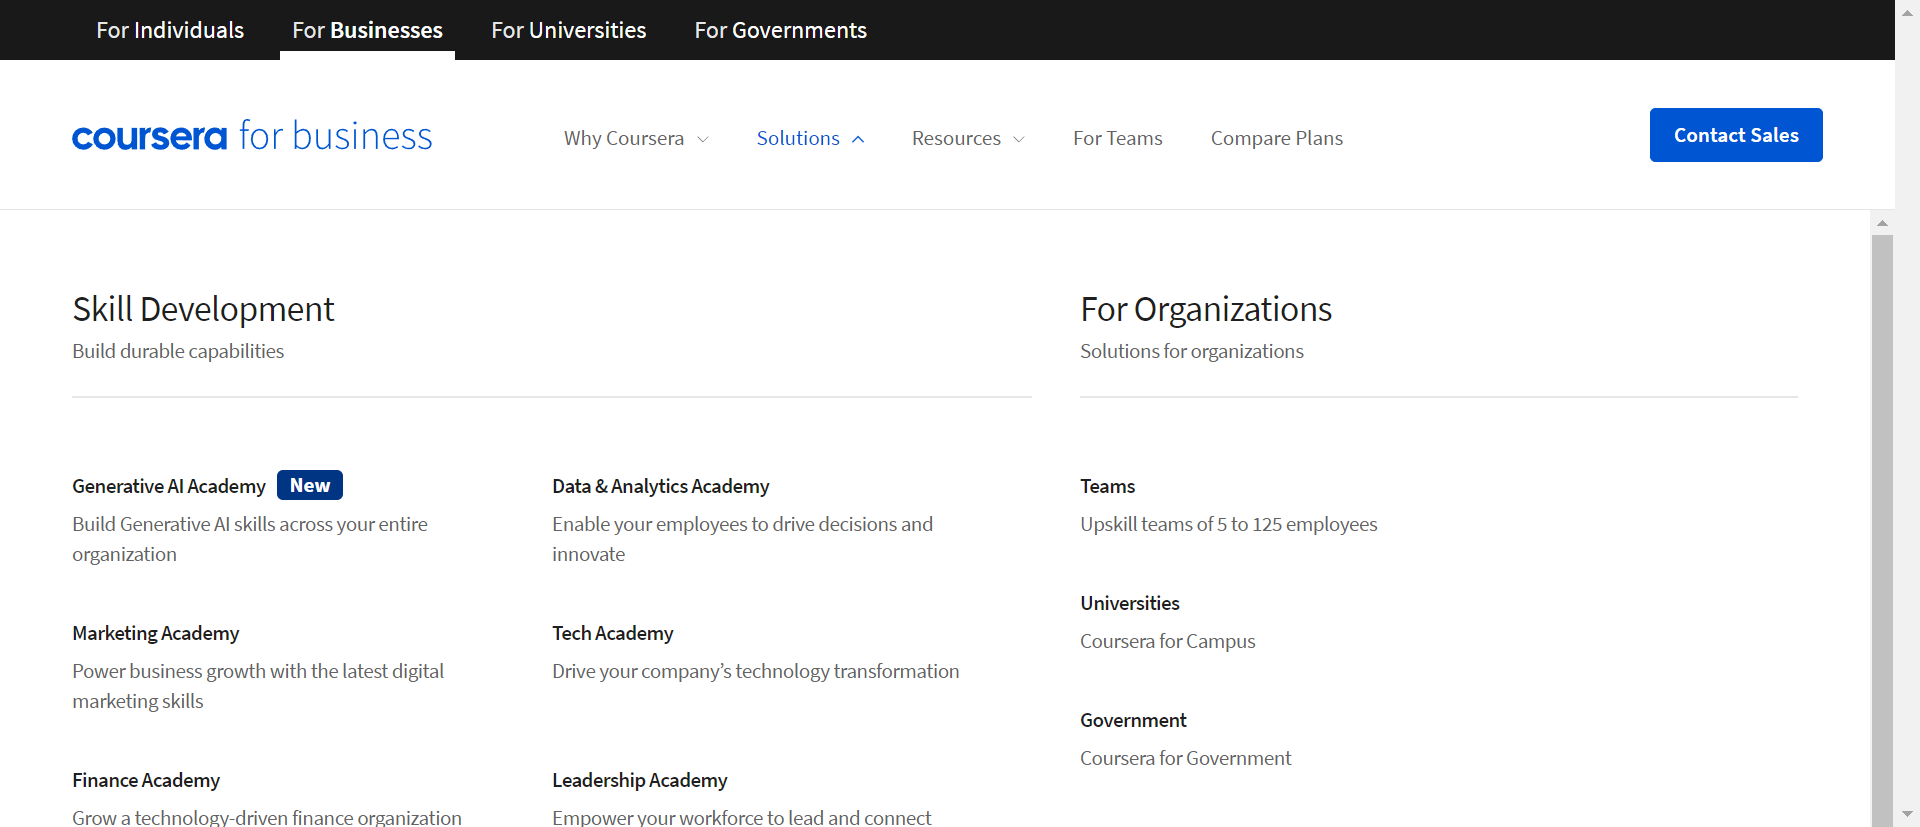 For Individuals
For Businesses
For Universities
For Governments
coursera for business
Why Coursera
Solutions
Resources
For Teams
Compare Plans
Contact Sales
Skill Development
Build durable capabilities
For Organizations
Solutions for organizations
Generative AI Academy New
Build Generative AI skills across your entire
organization
Data & Analytics Academy
Enable your employees to drive decisions and
innovate
Teams
Upskill teams of 5 to 125 employees
Marketing Academy
Power business growth with the latest digital
marketing skills
Tech Academy
Drive your company’s technology transformation
Universities
Coursera for Campus
Government
Coursera for Government
Finance Academy
Grow a technology-driven finance organization
Leadership Academy
Empower your workforce to lead and connect